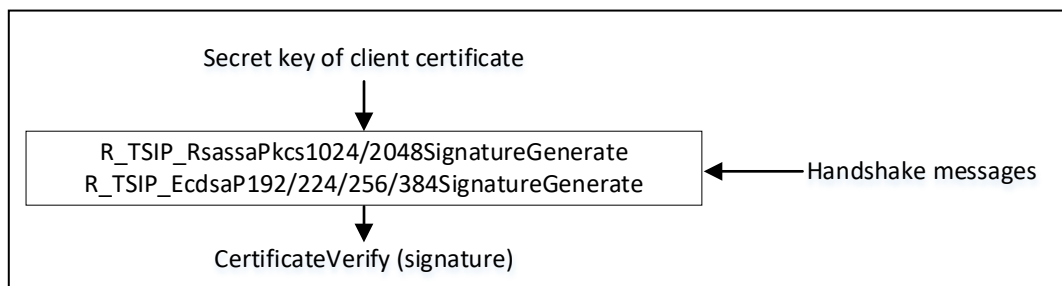 Secret key of client certificate
R_TSIP_RsassaPkcs1024/2048SignatureGenerate
R_TSIP_EcdsaP192/224/256/384SignatureGenerate
Handshake messages
CertificateVerify (signature)